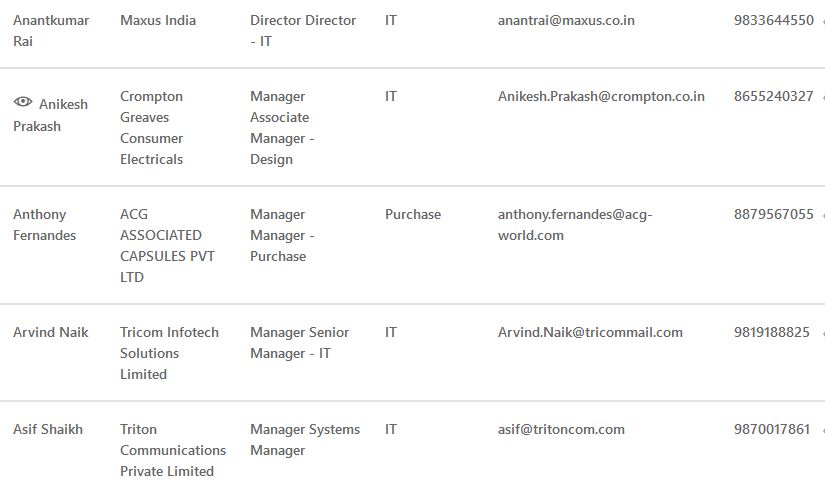 Anantkumar Maxus India Director Director IT anantrai@maxus.co.in 9833644550
Rai - IT
Anikesh Crompton Manager IT Anikesh.Prakash@crompton.co.in 8655240327
Prakash Greaves Associate
Consumer Manager -
Electricals Design
Anthony ACG Manager Purchase anthony.fernandes@acg- 8879567055
Fernandes ASSOCIATED Manager - world.com
CAPSULES PVT Purchase
LTD
Arvind Naik Tricom Infotech Manager Senior IT Arvind.Naik@tricommail.com 9819188825
Solutions Manager - IT
Limited
Asif Shaikh Triton Manager Systems IT asif@tritoncom.com 9870017861
Communications Manager
Private Limited